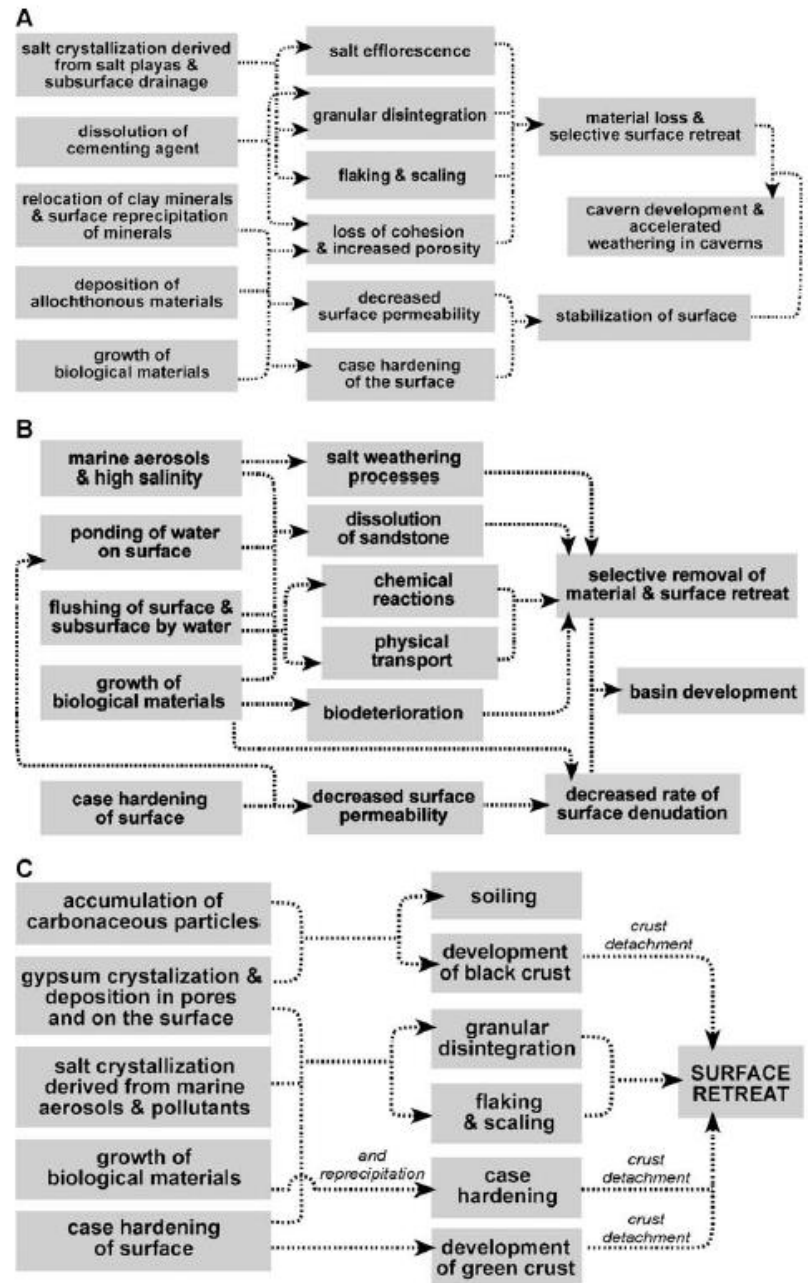 A
salt crystallization derived
from salt playas &
subsurface drainage
dissolution of
cementing agent
relocation of clay minerals
& surface reprecipitation
of minerals
deposition of
allochthonous materials
growth of
biological materials
salt efflorescence
granular disintegration
flaking & scaling
loss of cohesion
& increased porosity
decreased
surface permeability
case hardening
of the surface
material loss &
selective surface retreat
cavern development &
accelerated
weathering in caverns
stabilization of surface
B
marine aerosols
& high salinity
ponding of water
on surface
flushing of surface &
subsurface by water
growth of
biological materials
case hardening
of surface
salt weathering
processes
dissolution
of sandstone
chemical
reactions
physical
transport
biodeterioration
decreased surface
permeability
selective removal of
material & surface retreat
basin development
decreased rate of
surface denudation
C
accumulation of
carbonaceous particles
gypsum crystalization &
deposition in pores
and on the surface
salt crystallization
derived from marine
aerosols & pollutants
growth of
biological materials
case hardening
of surface
and
reprecipitation
soiling
development
of black crust
granular
disintegration
flaking
& scaling
case
hardening
development
of green crust
crust
detachment
crust
detachment
crust
detachment
SURFACE
RETREAT